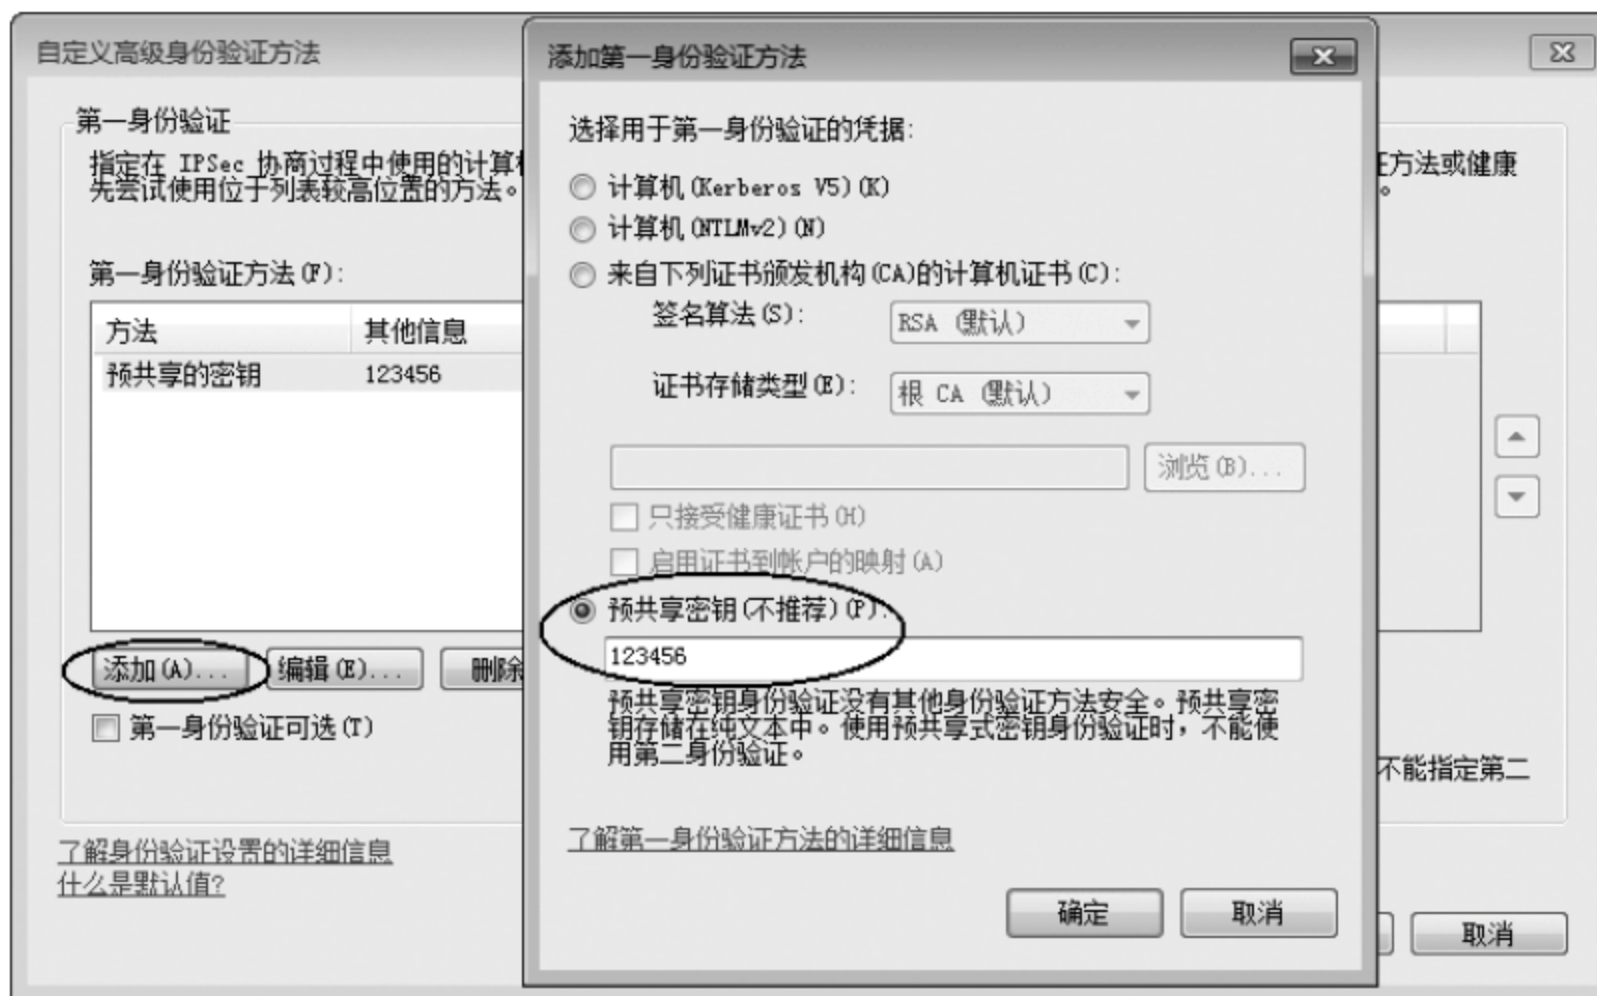 自定义高级身份验证方法
第一身份验证
指定在 IPSec 协商过程中使用的计算
先尝试使用位于列表较高位置的方法。
第一身份验证方法(F):
方法 其他信息
预共享的密钥 123456
添加(A)... 编辑(E)... 删除
第一身份验证可选(T)
了解身份验证设置的详细信息
什么是默认值?
添加第一身份验证方法
选择用于第一身份验证的凭据:
计算机(Kerberos V5)(K)
计算机(NTLMv2)(N)
来自下列证书颁发机构(CA)的计算机证书(C):
签名算法(S): RSA (默认)
证书存储类型(E): 根 CA (默认)
浏览(B)...
只接受健康证书(H)
启用证书到帐户的映射(A)
预共享密钥(不推荐)(P):
123456
预共享密钥身份验证没有其他身份验证方法安全。预共享密
钥存储在纯文本中。使用预共享式密钥身份验证时，不能使
用第二身份验证。
了解第一身份验证方法的详细信息
确定 取消
方法或健康
。
不能指定第二
取消